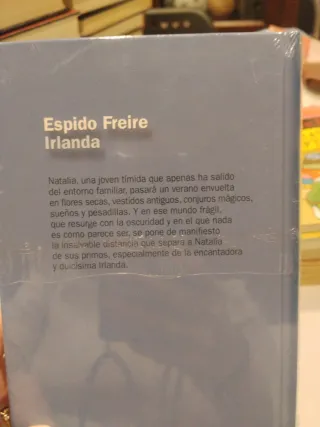 Espido Freire
Irlanda
Natalia, una joven tímida que apenas ha salido
del entorno familiar, pasará un verano envuelta
en flores secas, vestidos antiguos, conjuros mágicos,
sueños y pesadillas. Y en ese mundo frágil,
que resurge con la oscuridad y en el que nada
es como parece ser, se pone de manifiesto
la insalvable distancia que separa a Natalia
de sus primos, especialmente de la encantadora
y dulcísima Irlanda.